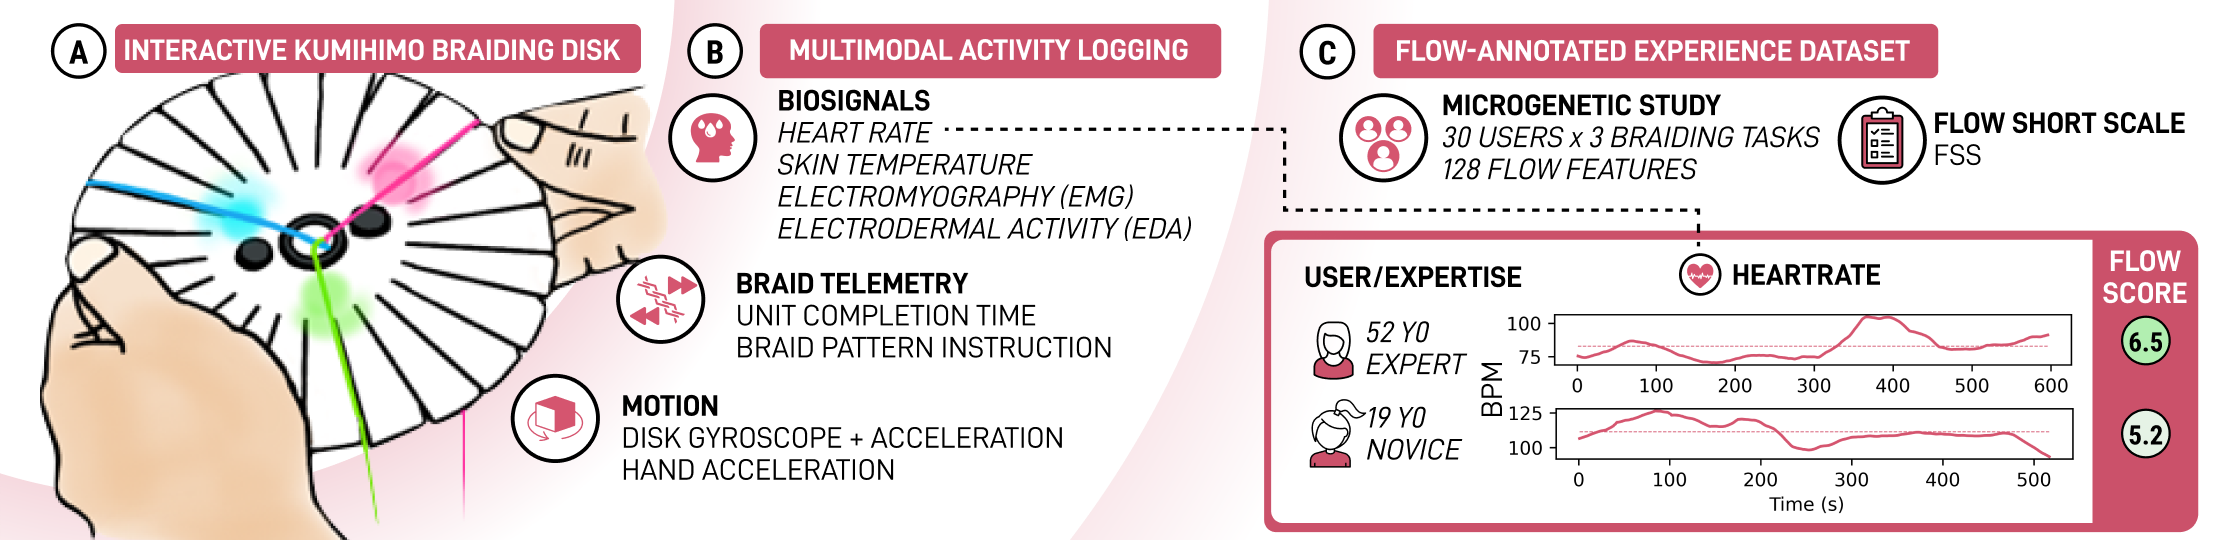 A INTERACTIVE KUMIHIMO BRAIDING DISK
B MULTIMODAL ACTIVITY LOGGING
BIOSIGNALS
HEART RATE
SKIN TEMPERATURE
ELECTROMYOGRAPHY (EMG)
ELECTRODERMAL ACTIVITY (EDA)
BRAID TELEMETRY
UNIT COMPLETION TIME
BRAID PATTERN INSTRUCTION
MOTION
DISK GYROSCOPE + ACCELERATION
HAND ACCELERATION
C FLOW-ANNOTATED EXPERIENCE DATASET
MICROGENETIC STUDY
30 USERS x 3 BRAIDING TASKS
128 FLOW FEATURES
FLOW SHORT SCALE
FSS
USER/EXPERTISE
HEARTRATE
FLOW
SCORE
52 YO
EXPERT
BPM
100
75
0 100 200 300 400 500 600
6.5
19 YO
NOVICE
125
100
0 100 200 300 400 500
Time (s)
5.2